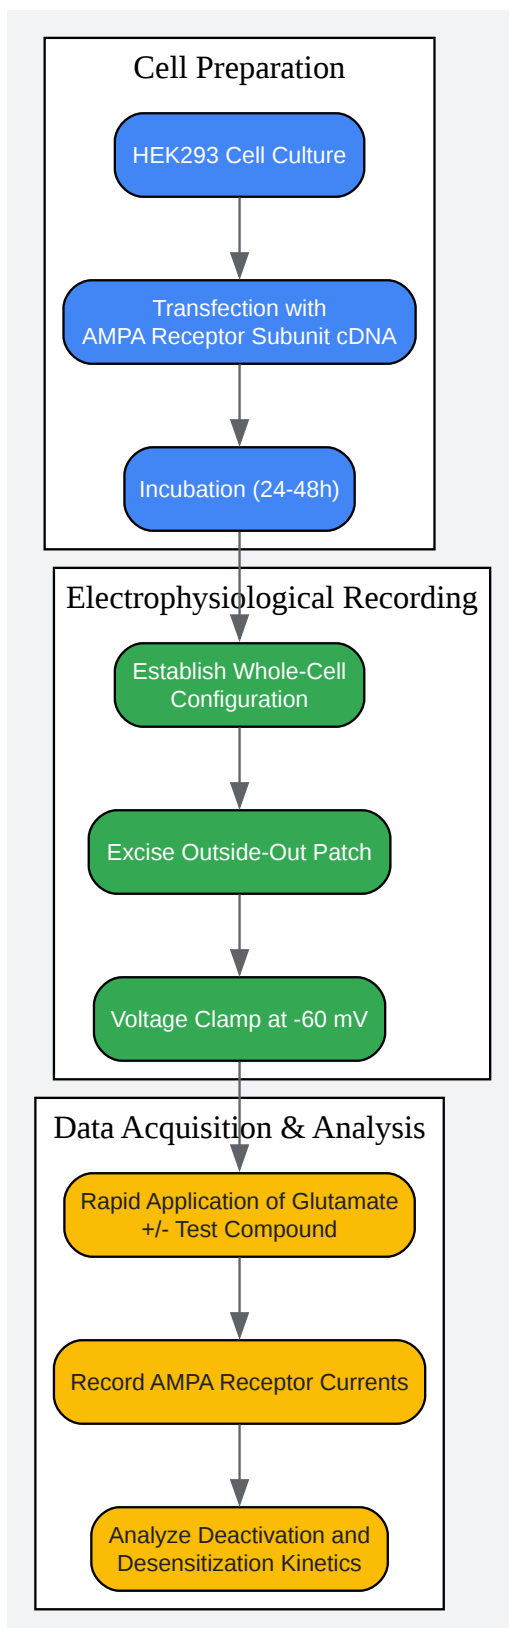 Cell Preparation
HEK293 Cell Culture
Transfection with
AMPA Receptor Subunit cDNA
Incubation (24-48h)
Electrophysiological Recording
Establish Whole-Cell
Configuration
Excise Outside-Out Patch
Voltage Clamp at -60 mV
Data Acquisition & Analysis
Rapid Application of Glutamate
+/- Test Compound
Record AMPA Receptor Currents
Analyze Deactivation and
Desensitization Kinetics